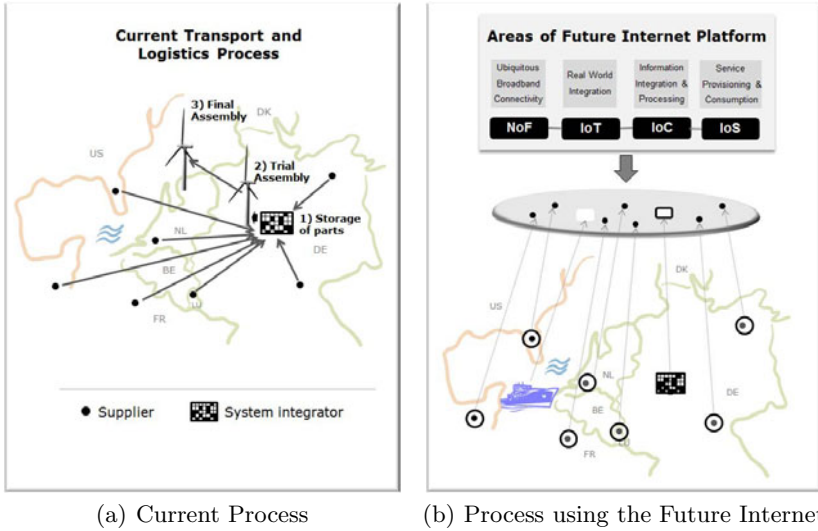 Current Transport and
Logistics Process
3) Final
Assembly
DK
US
2) Trial
Assembly
1) Storage
of parts
NL
DE
BE
LU
FR
Supplier
System integrator
(a) Current Process
Areas of Future Internet Platform
Ubiquitous
Broadband
Connectivity
Real World
Integration
Information
Integration &
Processing
Service
Provisioning &
Consumption
NoF
IoT
IoC
IoS
DK
US
NL
DE
BE
LU
FR
(b) Process using the Future Internet